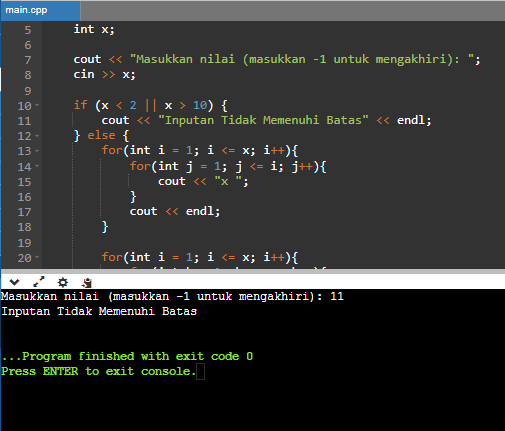 main.cpp
5 int x;
6
7 cout << "Masukkan nilai (masukkan -1 untuk mengakhiri): ";
8 cin >> x;
9
10 if (x < 2 || x > 10) {
11 cout << "Inputan Tidak Memenuhi Batas" << endl;
12 } else {
13 for(int i = 1; i <= x; i++){
14 for(int j = 1; j <= i; j++){
15 cout << "x ";
16 }
17 cout << endl;
18 }
19
20 for(int i = 1; i <= x; i++){
Masukkan nilai (masukkan -1 untuk mengakhiri): 11
Inputan Tidak Memenuhi Batas
...Program finished with exit code 0
Press ENTER to exit console.